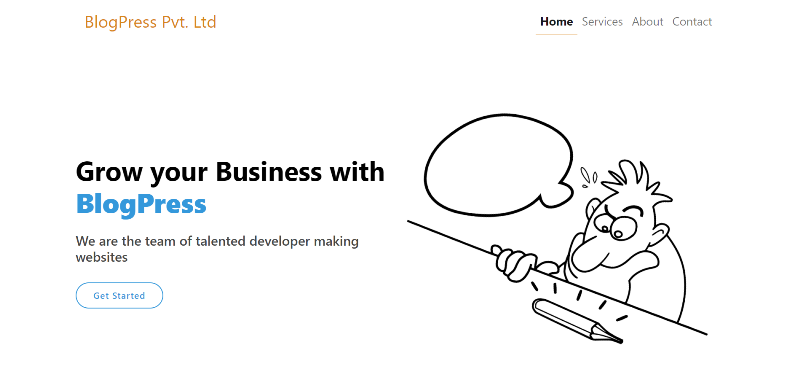 BlogPress Pvt. Ltd
Home Services About Contact
Grow your Business with
BlogPress
We are the team of talented developer making
websites
Get Started